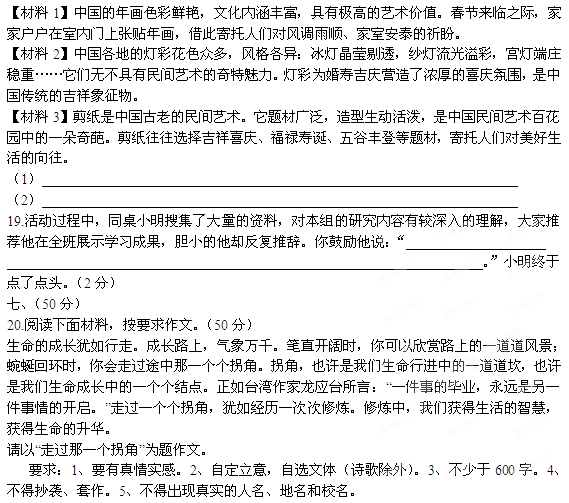 【材料 1】中国的年画色彩鲜艳，文化内涵丰富，具有极高的艺术价值。春节来临之际，家
家户户在室内门上张贴年画，借此寄托人们对风调雨顺、家室安泰的祈盼。
【材料 2】中国各地的灯彩花色众多，风格各异：冰灯晶莹剔透，纱灯流光溢彩，宫灯端庄
稳重……它们无不具有民间艺术的奇特魅力。灯彩为婚寿吉庆营造了浓厚的喜庆氛围，是中
国传统的吉祥象征物。
【材料 3】剪纸是中国古老的民间艺术。它题材广泛，造型生动活泼，是中国民间艺术百花
园中的一朵奇葩。剪纸往往选择吉祥喜庆、福禄寿诞、五谷丰登等题材，寄托人们对美好生
活的向往。
（1）
（2）
19.活动过程中，同桌小明搜集了大量的资料，对本组的研究内容有较深入的理解，大家推
荐他在全班展示学习成果，胆小的他却反复推辞。你鼓励他说：“
。”小明终于
点了点头。（2 分）
七、（50 分）
20.阅读下面材料，按要求作文。（50 分）
生命的成长犹如行走。成长路上，气象万千。笔直开阔时，你可以欣赏路上的一道道风景；
蜿蜒回环时，你会走过途中那一个个拐角。拐角，也许是我们生命行进中的一道道坎，也许
是我们生命成长中的一个个结点。正如台湾作家龙应台所言：“一件事的毕业，永远是另一
件事情的开启。”走过一个个拐角，犹如经历一次次修炼。修炼中，我们获得生活的智慧，
获得生命的升华。
请以“走过那一个拐角”为题作文。
要求：1、要有真情实感。2、自定立意，自选文体（诗歌除外）。3、不少于 600 字。4、
不得抄袭、套作。5、不得出现真实的人名、地名和校名。